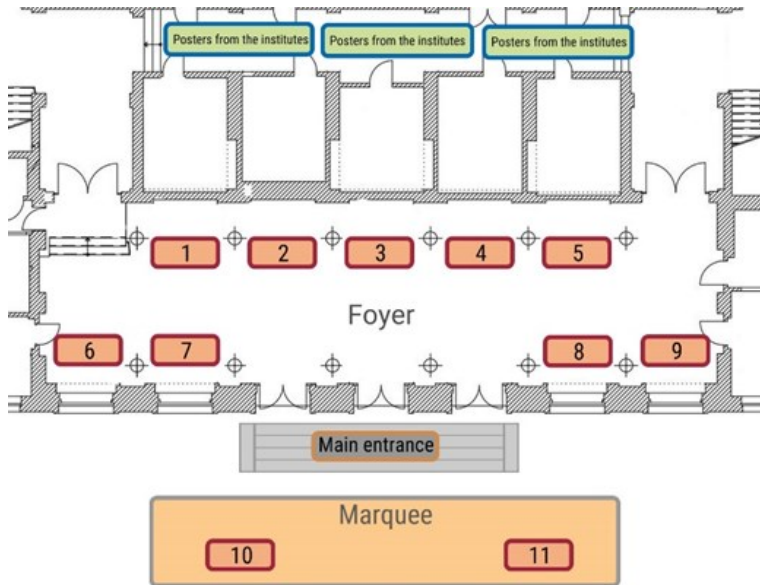 Posters from the institutes
Posters from the institutes
Posters from the institutes
1
2
3
4
5
Foyer
6
7
8
9
Main entrance
Marquee
10
11